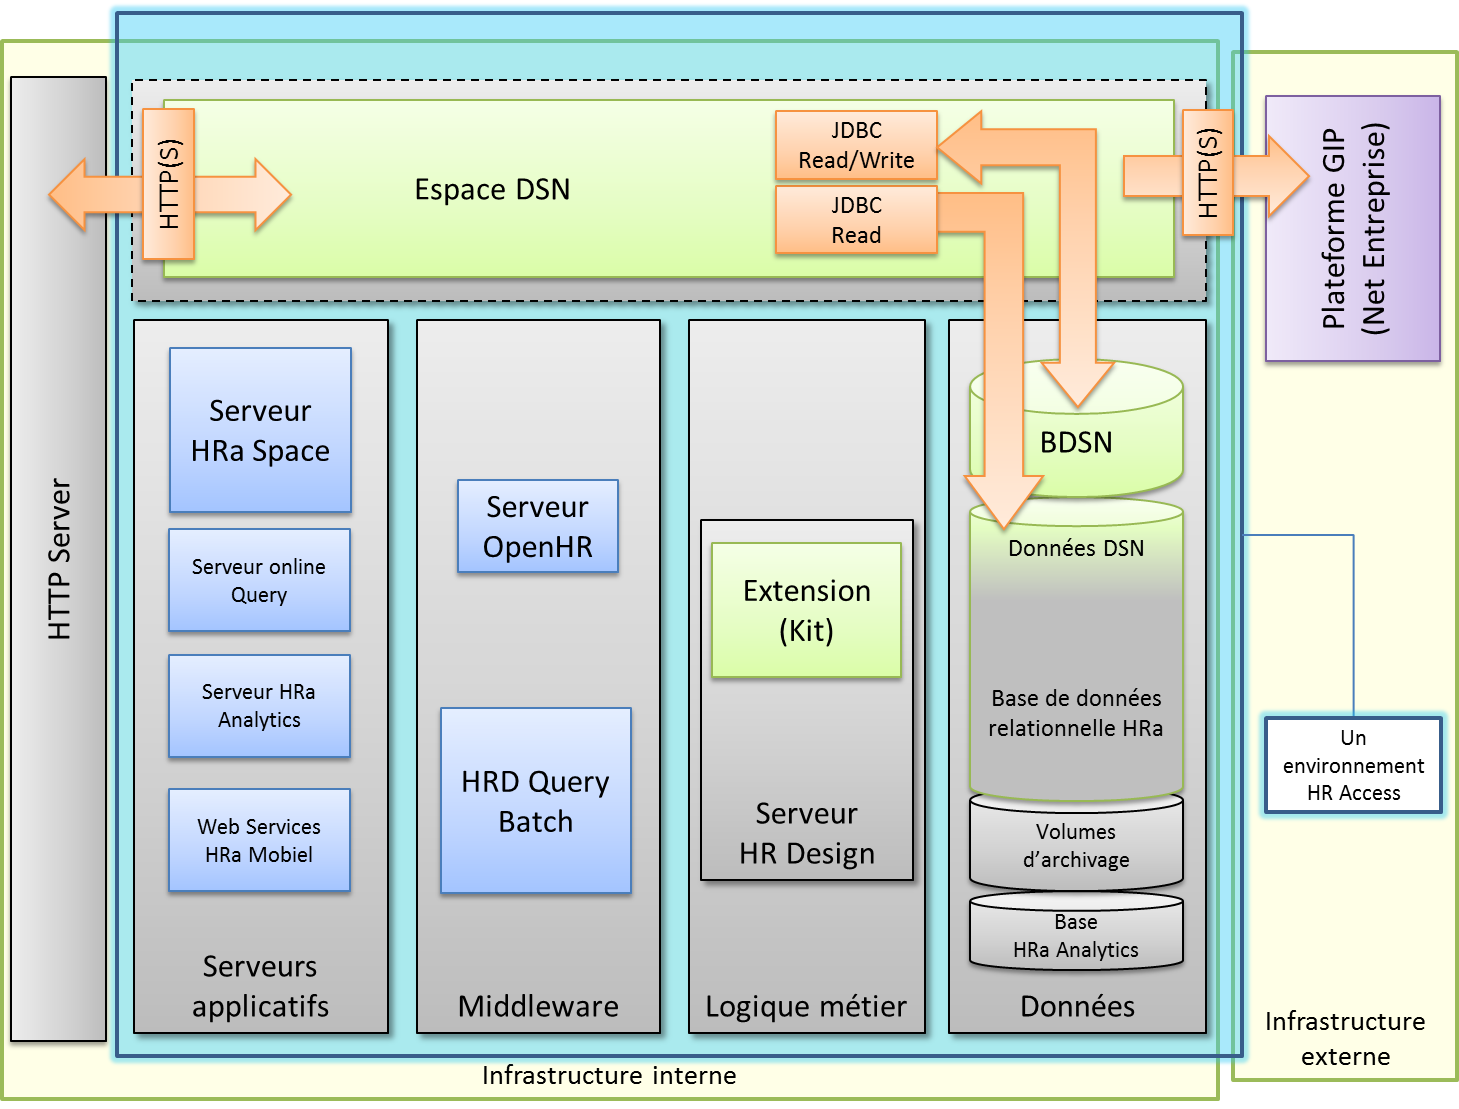 HTTP Server
HTTP(S)
Espace DSN
JDBC
Read/Write
JDBC
Read
HTTP(S)
Plateforme GIP
(Net Entreprise)
Serveur
HRa Space
Serveur online
Query
Serveur HRa
Analytics
Web Services
HRa Mobiel
Serveurs
applicatifs
Serveur
OpenHR
HRD Query
Batch
Middleware
Extension
(Kit)
Serveur
HR Design
Logique métier
BDSN
Données DSN
Base de données
relationnelle HRa
Volumes
d’archivage
Base
HRa Analytics
Données
Un
environnement
HR Access
Infrastructure
externe
Infrastructure interne